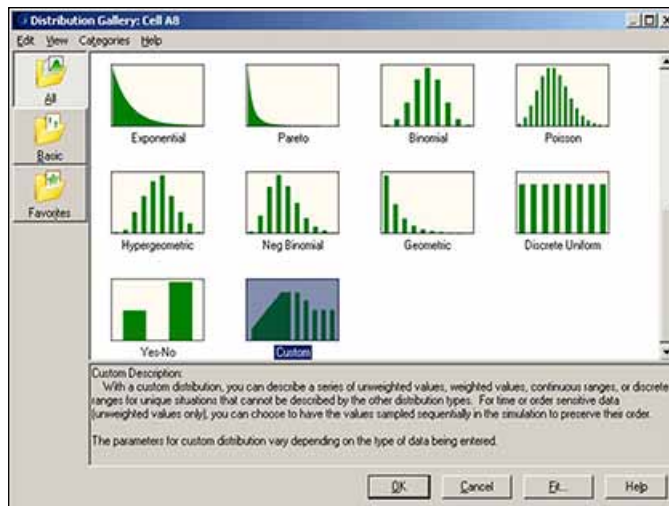 Distribution Gallery: Cell A8
Edit View Categories Help
All
Basic
Favorites
Exponential
Pareto
Binomial
Poisson
Hypergeometric
Neg Binomial
Geometric
Discrete Uniform
Yes-No
Custom
Custom Description:
With a custom distribution, you can describe a series of unweighted values, weighted values, continuous ranges, or discrete
ranges for unique situations that cannot be described by the other distribution types. For time or order sensitive data
(unweighted values only), you can choose to have the values sampled sequentially in the simulation to preserve their order.
The parameters for custom distribution vary depending on the type of data being entered.
OK
Cancel
Fit...
Help